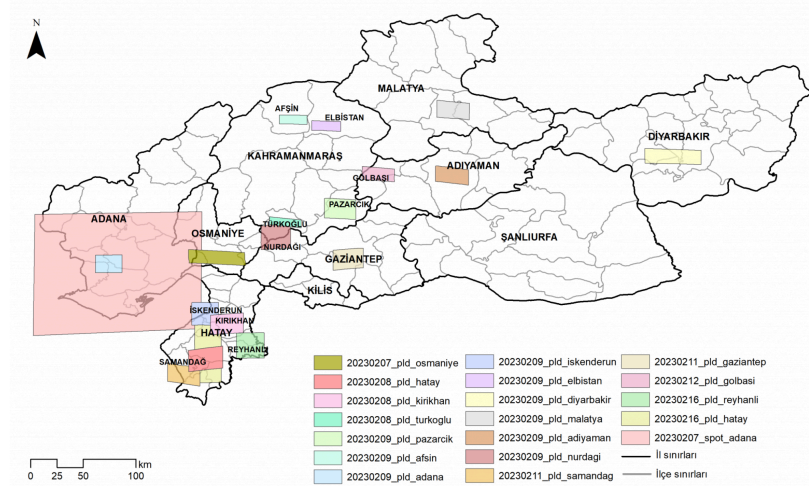 N
MALATYA
AFŞİN
ELBİSTAN
DİYARBAKIR
KAHRAMANMARAŞ
ADIYAMAN
GÖLBAŞI
PAZARCIK
ADANA
TÜRKOĞLU
OSMANİYE
ŞANLIURFA
NURDAĞI
GAZİANTEP
KİLİS
İSKENDERUN
KIRIKHAN
HATAY
REYHANLI
SAMANDAĞ
20230207_pld_osmaniye
20230208_pld_hatay
20230208_pld_kirikhan
20230208_pld_turkoglu
20230209_pld_pazarcik
20230209_pld_afsin
20230209_pld_adana
20230209_pld_iskenderun
20230209_pld_elbistan
20230209_pld_diyarbakir
20230209_pld_malatya
20230209_pld_adiyaman
20230209_pld_nurdagi
20230211_pld_samandag
20230211_pld_gaziantep
20230212_pld_golbasi
20230216_pld_reyhanli
20230216_pld_hatay
20230207_spot_adana
İl sınırları
İlçe sınırları
0 25 50 100
km